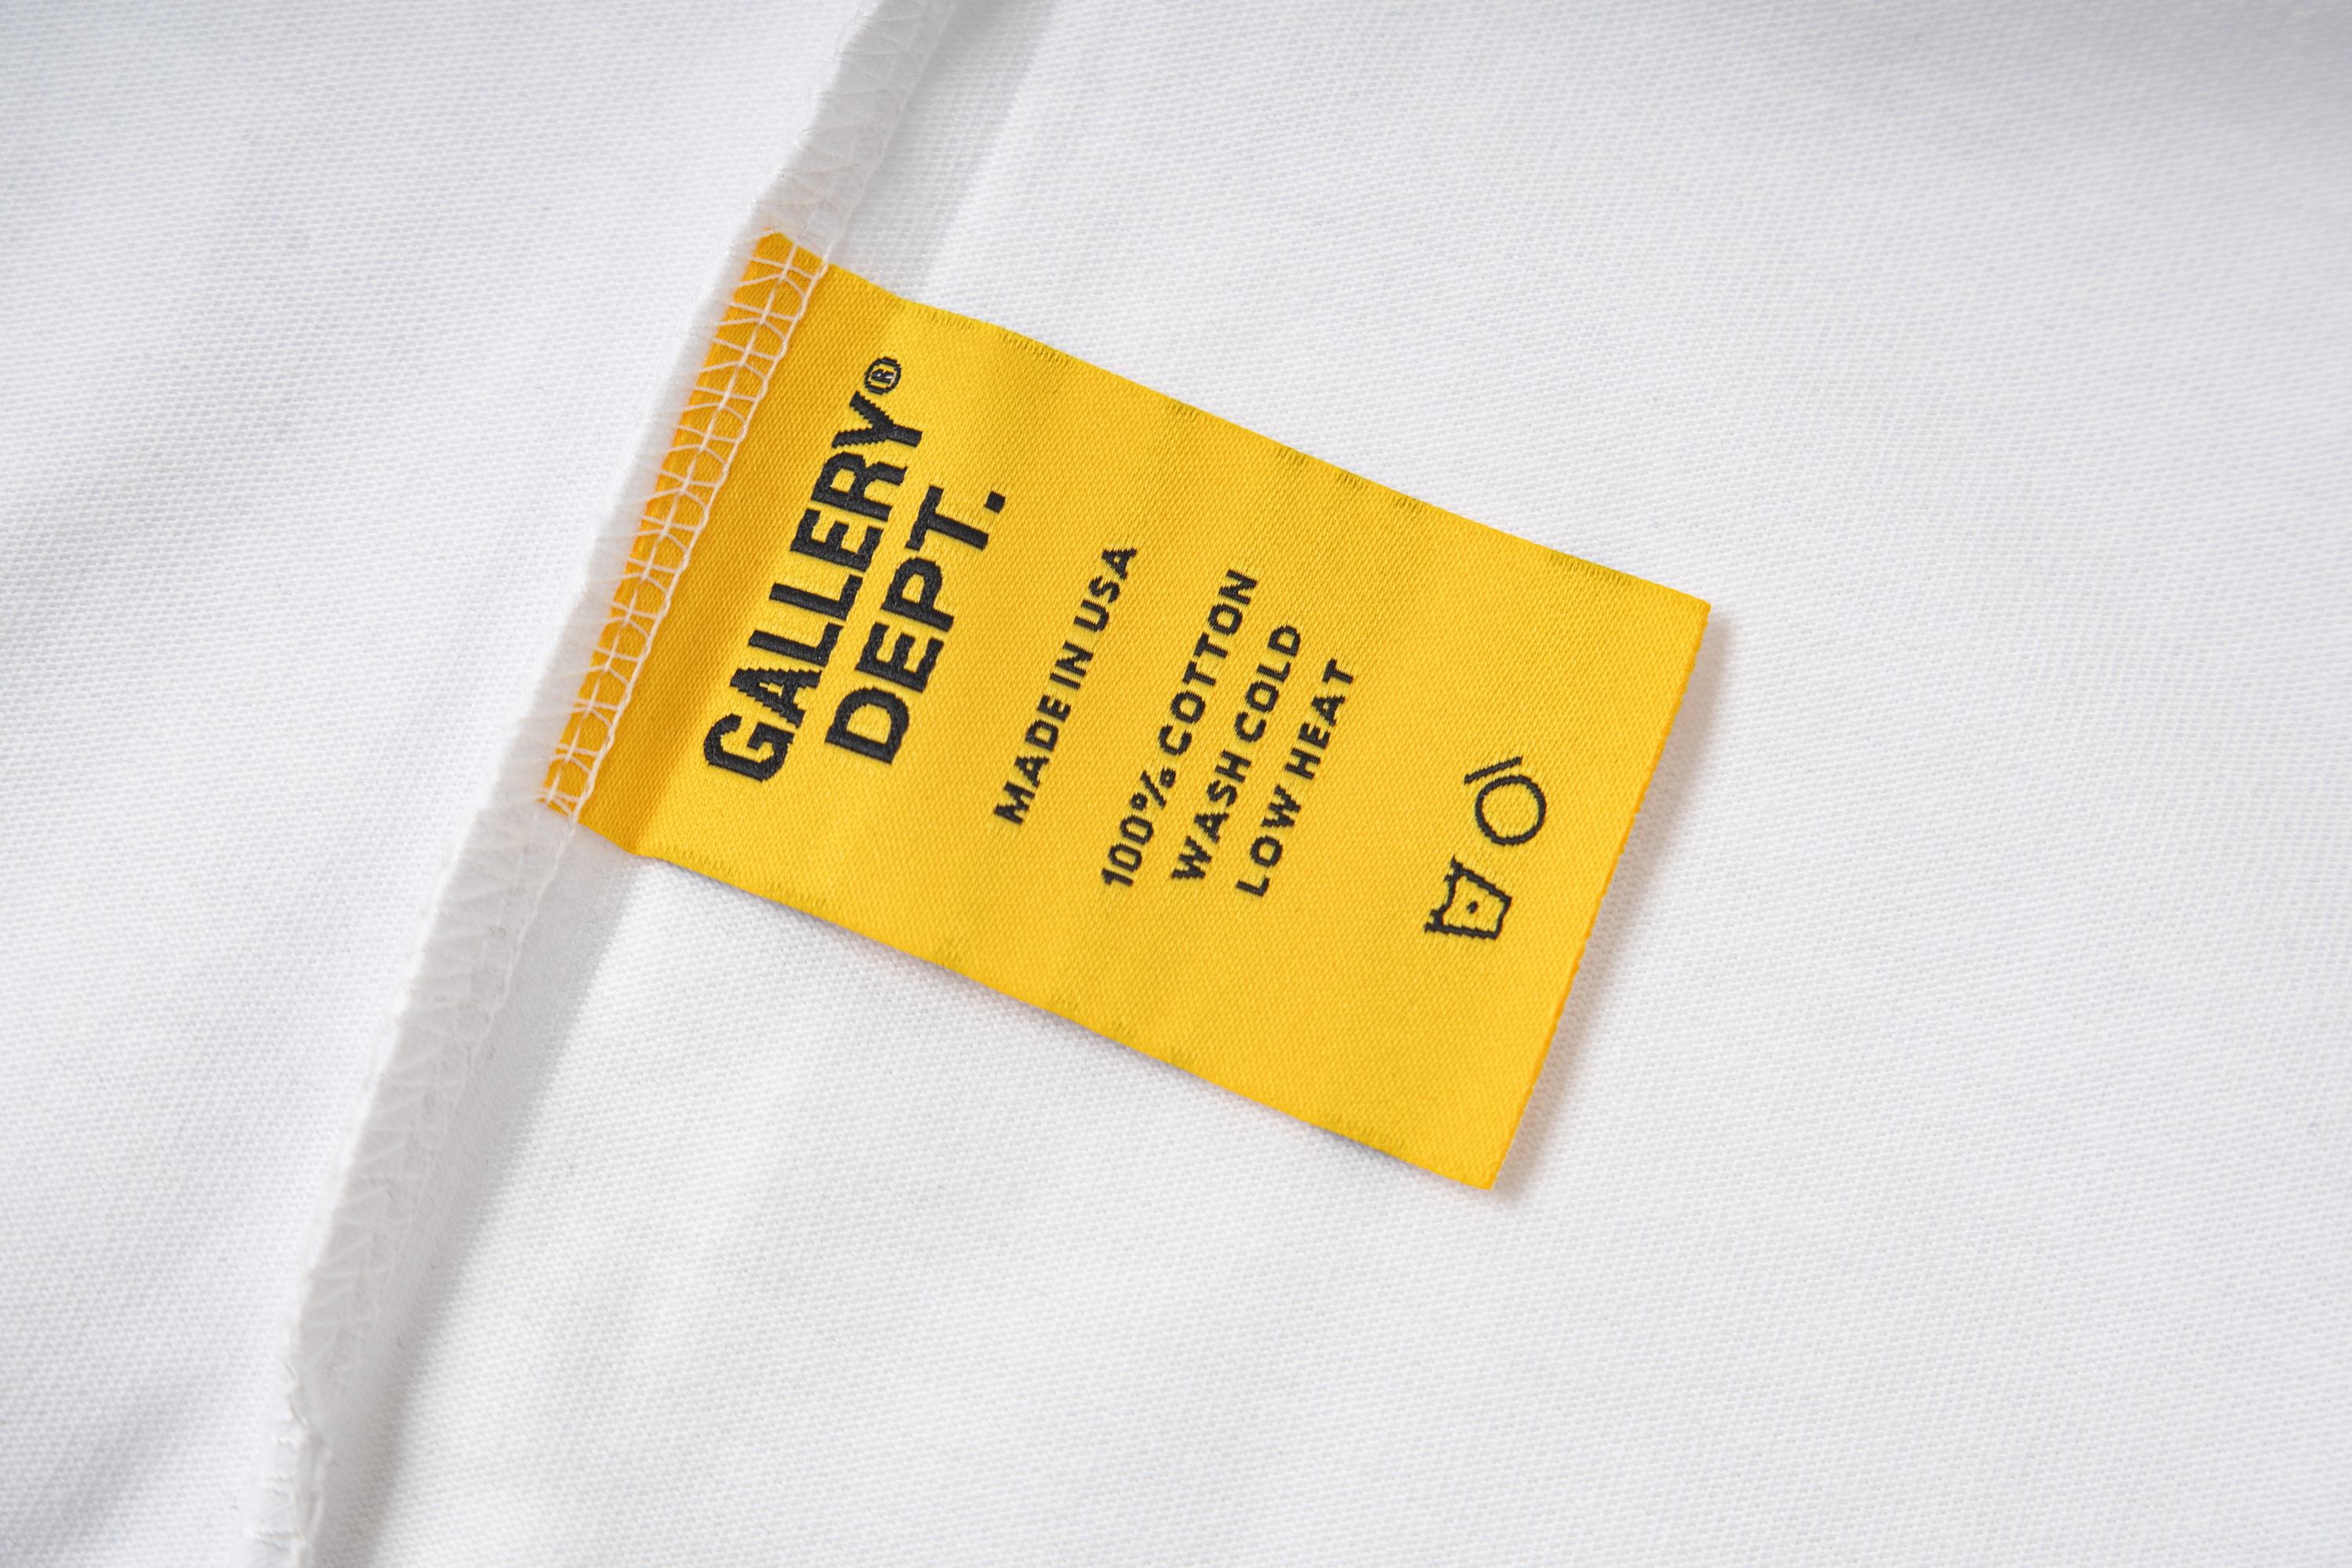 GALLERY®
DEPT.
MADE IN USA
100% COTTON
WASH COLD
LOW HEAT